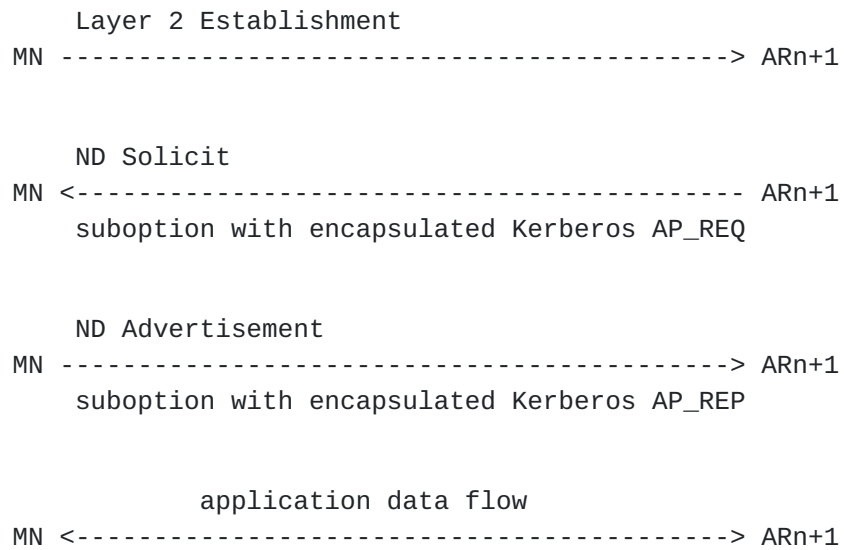 Layer 2 Establishment
MN -------------------------------------------> ARn+1
ND Solicit
MN <------------------------------------------- ARn+1
suboption with encapsulated Kerberos AP_REQ
ND Advertisement
MN -------------------------------------------> ARn+1
suboption with encapsulated Kerberos AP_REP
application data flow
MN <------------------------------------------> ARn+1